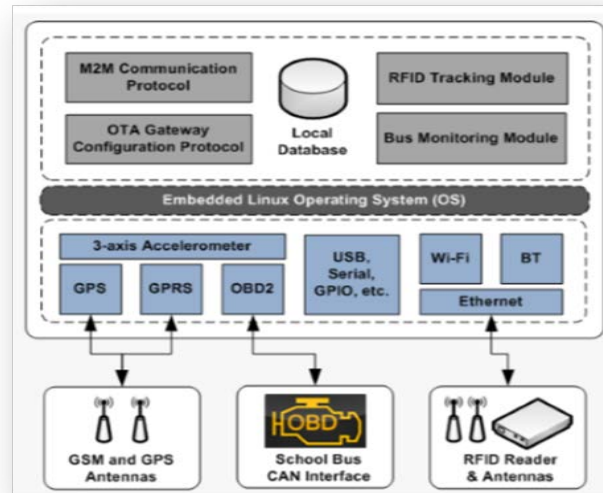 M2M Communication
Protocol
RFID Tracking Module
OTA Gateway
Configuration Protocol
Local
Database
Bus Monitoring Module
Embedded Linux Operating System (OS)
3-axis Accelerometer
GPS
GPRS
OBD2
USB,
Serial,
GPIO, etc.
Wi-Fi
BT
Ethernet
GSM and GPS
Antennas
OBD
School Bus
CAN Interface
RFID Reader
& Antennas